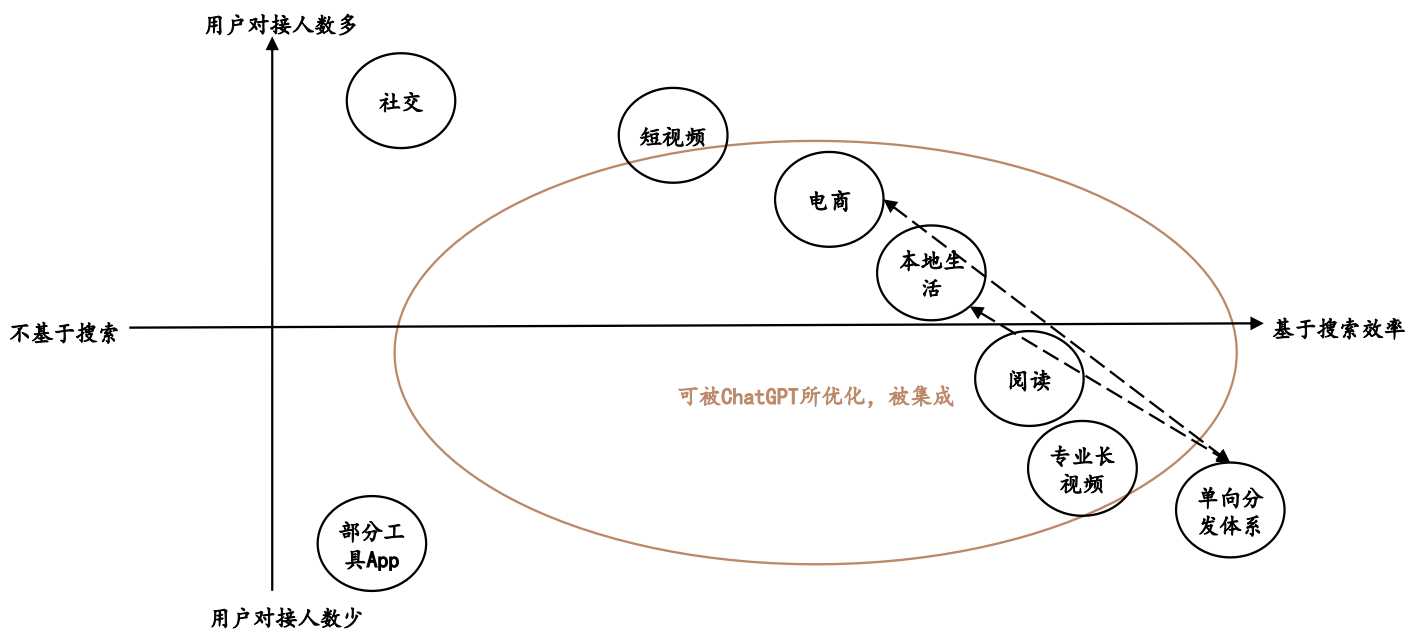 用户对接人数多
社交
短视频
电商
本地生
活
不基于搜索
基于搜索效率
阅读
可被ChatGPT所优化，被集成
专业长
视频
单向分
发体系
部分工
具App
用户对接人数少